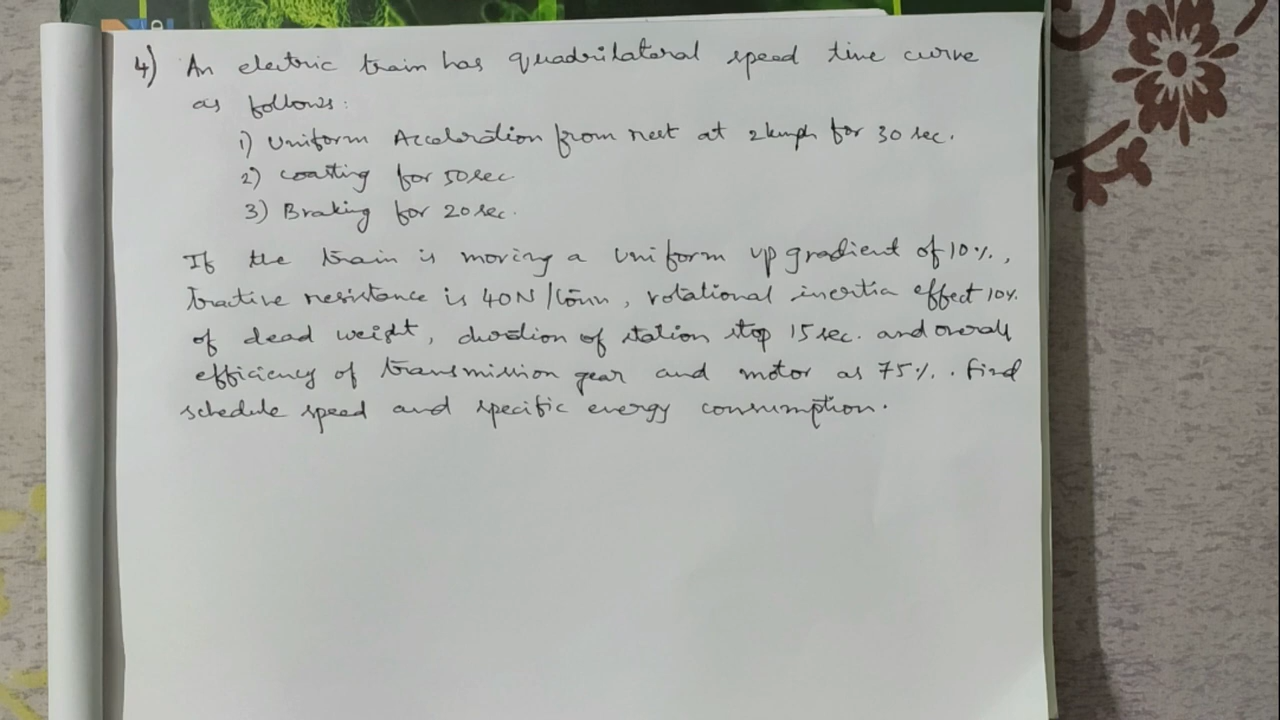 4) An electric train has quadrilateral speed time curve
as follows:
1) Uniform Acceleration from rest at 2 kmph for 30 sec.
2) coasting for 50 sec
3) Braking for 20 sec.
If the train is moving a uniform up gradient of 10%,
trative resistance is 40N/tonn, rotational inertia effect 10%
of dead weight, duration of station stop 15 sec. and overall
efficiency of transmission gear and motor as 75%. find
schedule speed and specific energy consumption.